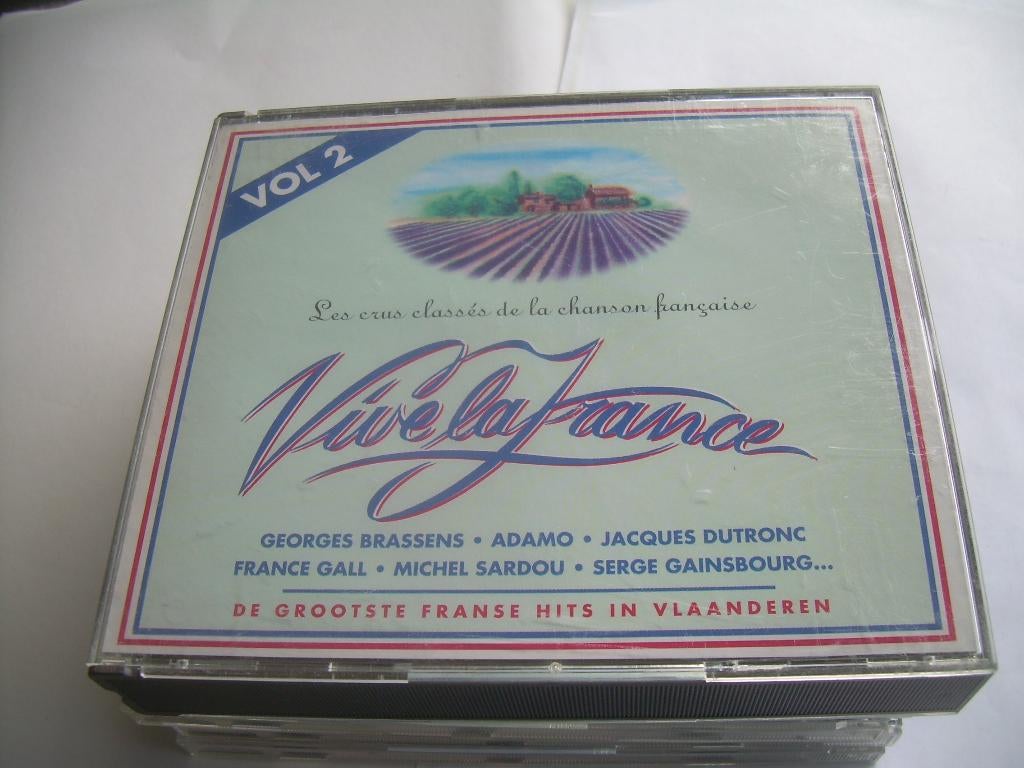 VOL 2
Les crus classés de la chanson française
Vive la France
GEORGES BRASSENS • ADAMO • JACQUES DUTRONC
FRANCE GALL • MICHEL SARDOU • SERGE GAINSBOURG...
DE GROOTSTE FRANSE HITS IN VLAANDEREN